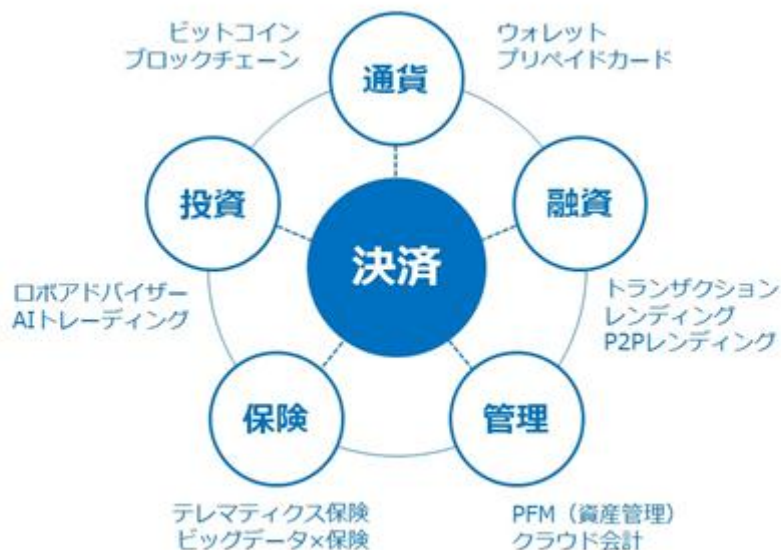 ビットコイン
ブロックチェーン
ウォレット
プリペイドカード
通貨
投資
融資
決済
ロボアドバイザー
AIトレーディング
トランザクション
レンディング
P2Pレンディング
保険
管理
テレマティクス保険
ビッグデータ×保険
PFM（資産管理）
クラウド会計